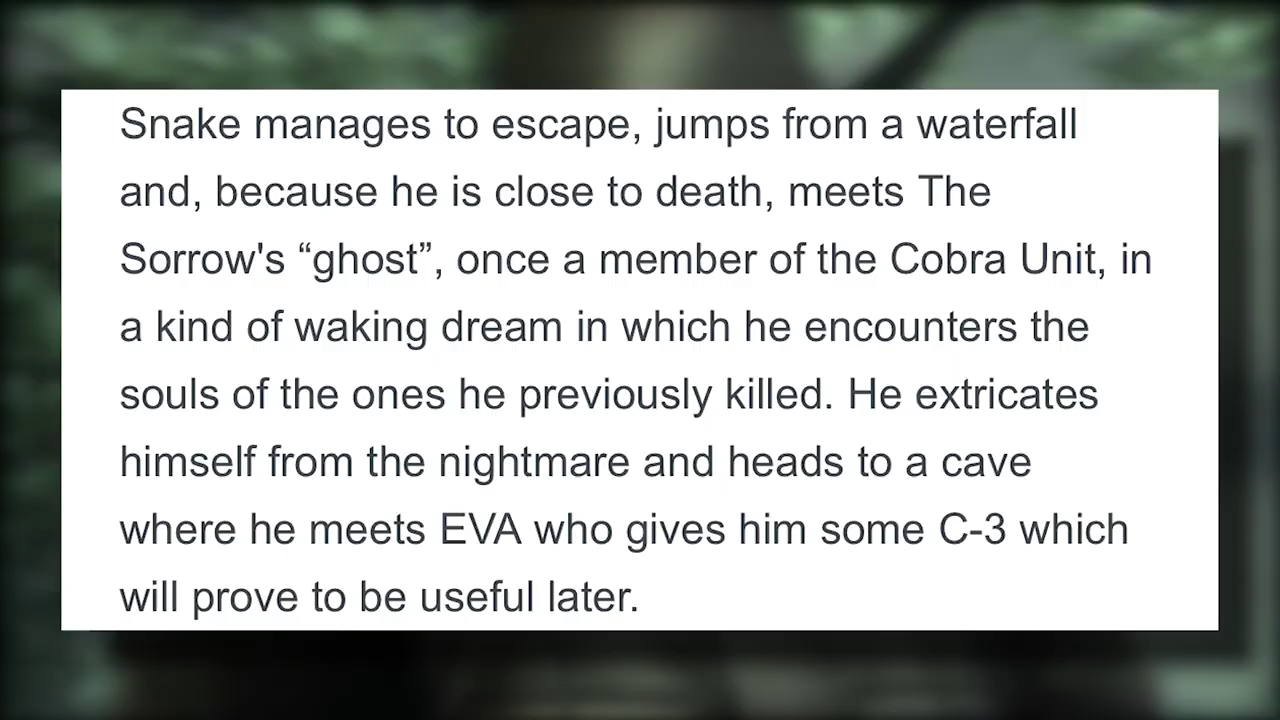 Snake manages to escape, jumps from a waterfall
and, because he is close to death, meets The
Sorrow's “ghost”, once a member of the Cobra Unit, in
a kind of waking dream in which he encounters the
souls of the ones he previously killed. He extricates
himself from the nightmare and heads to a cave
where he meets EVA who gives him some C-3 which
will prove to be useful later.